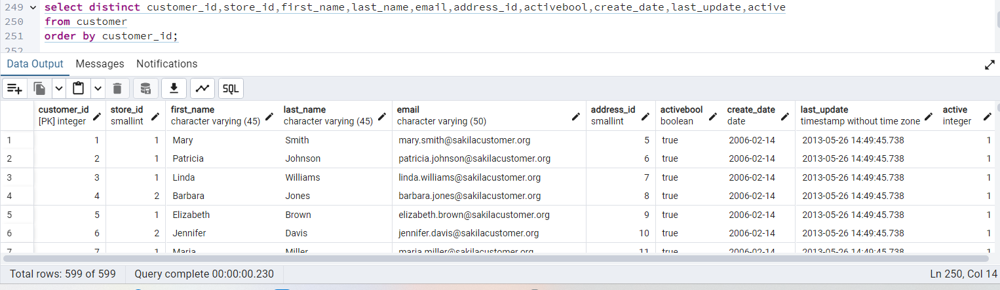 249 select distinct customer_id,store_id,first_name,last_name,email,address_id,activebool,create_date,last_update,active
250 from customer
251 order by customer_id;
252
Data Output Messages Notifications
SQL
customer_id store_id first_name last_name email address_id activebool create_date last_update active
[PK] integer smallint character varying (45) character varying (45) character varying (50) smallint boolean date timestamp without time zone integer
1 1 1 Mary Smith mary.smith@sakilacustomer.org 5 true 2006-02-14 2013-05-26 14:49:45.738 1
2 2 1 Patricia Johnson patricia.johnson@sakilacustomer.org 6 true 2006-02-14 2013-05-26 14:49:45.738 1
3 3 1 Linda Williams linda.williams@sakilacustomer.org 7 true 2006-02-14 2013-05-26 14:49:45.738 1
4 4 2 Barbara Jones barbara.jones@sakilacustomer.org 8 true 2006-02-14 2013-05-26 14:49:45.738 1
5 5 1 Elizabeth Brown elizabeth.brown@sakilacustomer.org 9 true 2006-02-14 2013-05-26 14:49:45.738 1
6 6 2 Jennifer Davis jennifer.davis@sakilacustomer.org 10 true 2006-02-14 2013-05-26 14:49:45.738 1
7 7 1 Maria Miller maria.miller@sakilacustomer.org 11 true 2006-02-14 2013-05-26 14:49:45.738 1
Total rows: 599 of 599 Query complete 00:00:00.230 Ln 250, Col 14